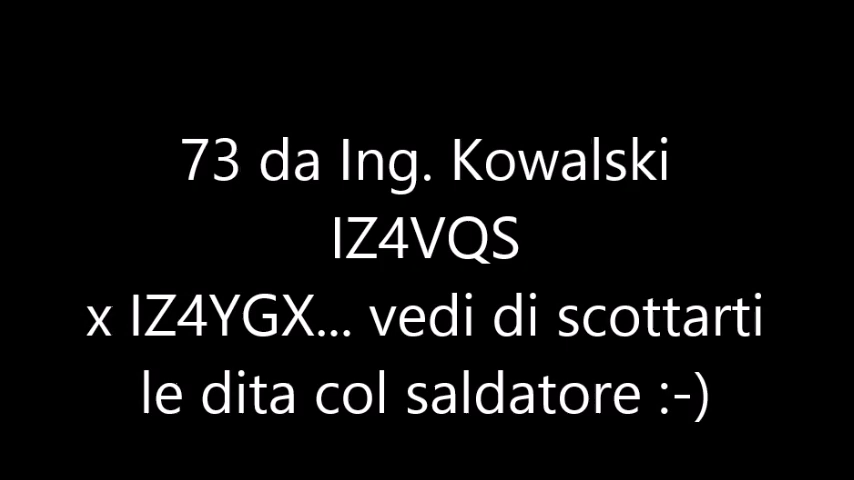 73 da Ing. Kowalski
IZ4VQS
x IZ4YGX... vedi di scottarti
le dita col saldatore :-)